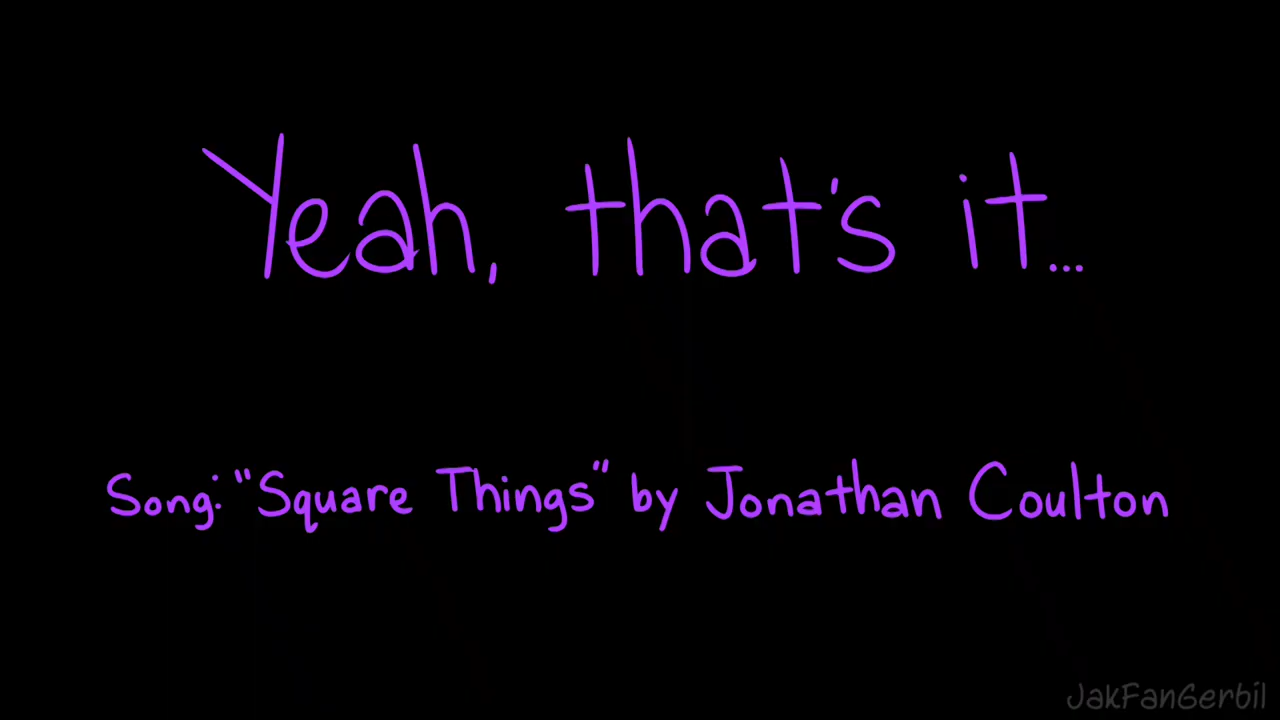 Yeah, that's it...
Song: "Square Things" by Jonathan Coulton
JakFanGerbil